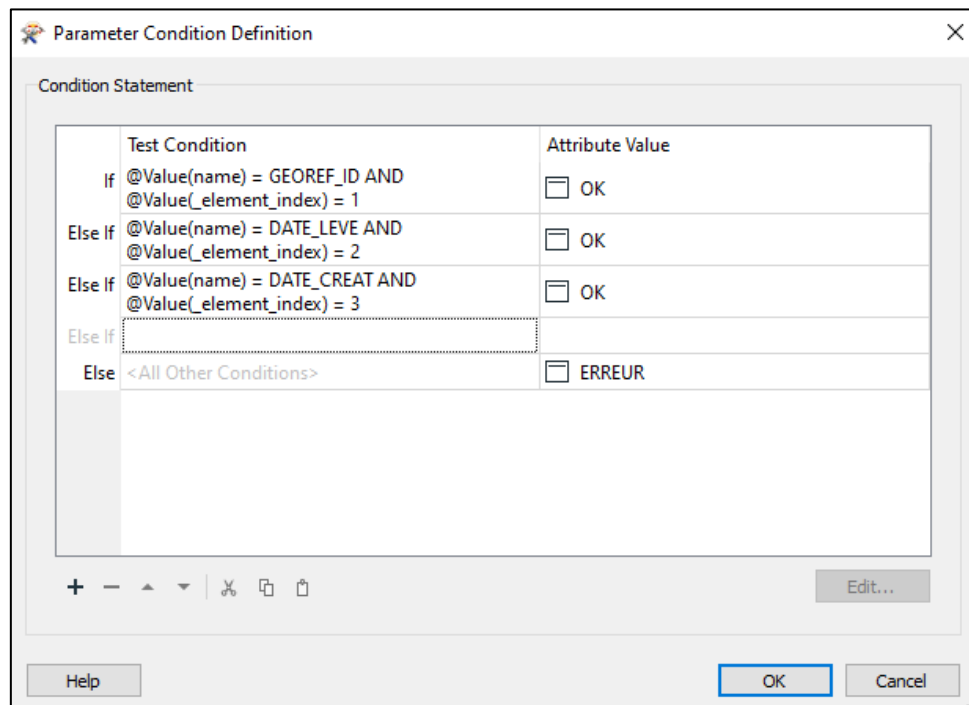 Parameter Condition Definition
Condition Statement
Test Condition Attribute Value
If @Value(name) = GEOREF_ID AND
@Value(_element_index) = 1 OK
Else If @Value(name) = DATE_LEVE AND
@Value(_element_index) = 2 OK
Else If @Value(name) = DATE_CREAT AND
@Value(_element_index) = 3 OK
Else If
Else <All Other Conditions> ERREUR
Edit...
Help OK Cancel